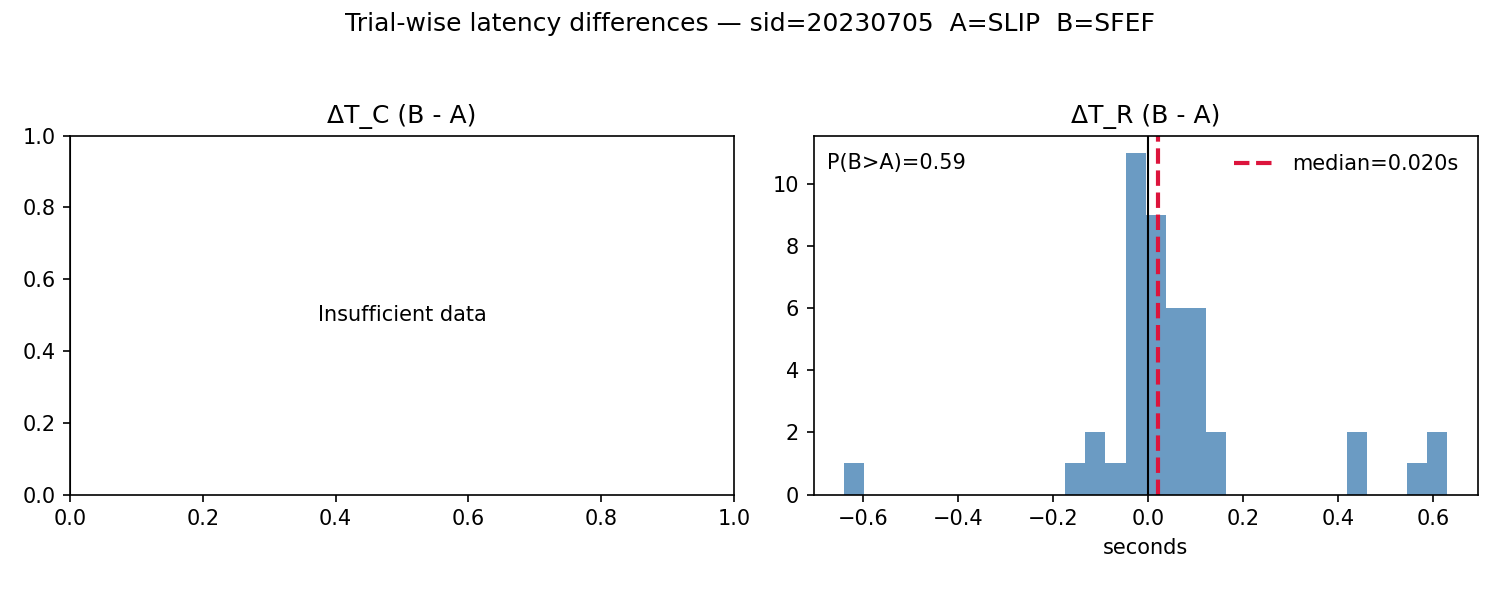 Trial-wise latency differences — sid=20230705  A=SLIP  B=SFEF
ΔT_C (B - A)
1.0
0.8
0.6
0.4
0.2
0.0
Insufficient data
0.0 0.2 0.4 0.6 0.8 1.0
ΔT_R (B - A)
P(B>A)=0.59
median=0.020s
10
8
6
4
2
0
−0.6 −0.4 −0.2 0.0 0.2 0.4 0.6
seconds